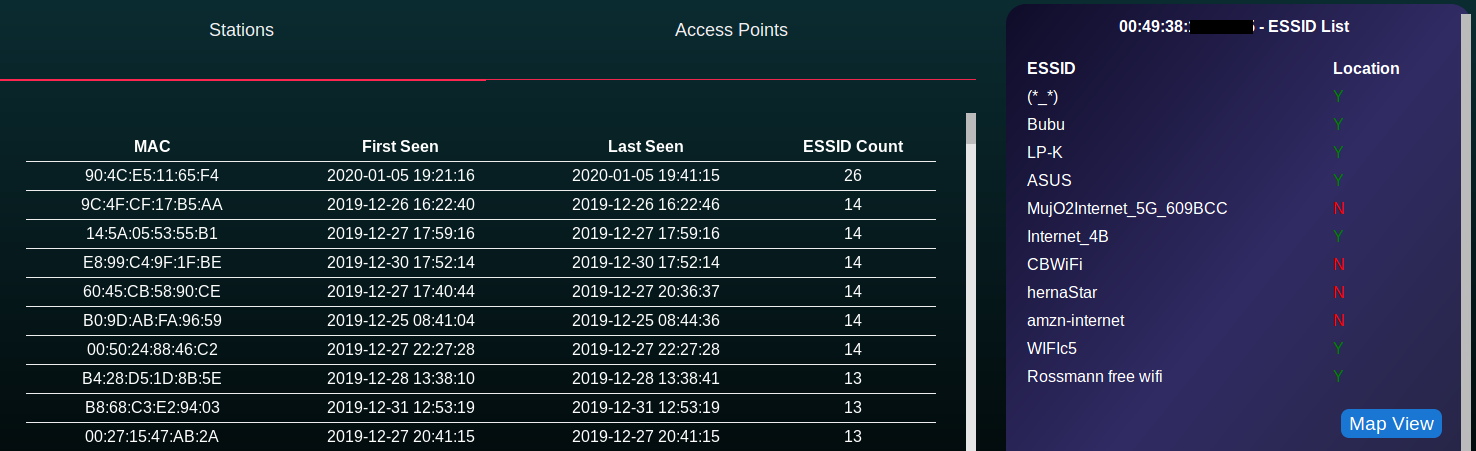 Stations Access Points
MAC First Seen Last Seen ESSID Count
90:4C:E5:11:65:F4 2020-01-05 19:21:16 2020-01-05 19:41:15 26
9C:4F:CF:17:B5:AA 2019-12-26 16:22:40 2019-12-26 16:22:46 14
14:5A:05:53:55:B1 2019-12-27 17:59:16 2019-12-27 17:59:16 14
E8:99:C4:9F:1F:BE 2019-12-30 17:52:14 2019-12-30 17:52:14 14
60:45:CB:58:90:CE 2019-12-27 17:40:44 2019-12-27 20:36:37 14
B0:9D:AB:FA:96:59 2019-12-25 08:41:04 2019-12-25 08:44:36 14
00:50:24:88:46:C2 2019-12-27 22:27:28 2019-12-27 22:27:28 14
B4:28:D5:1D:8B:5E 2019-12-28 13:38:10 2019-12-28 13:38:41 13
B8:68:C3:E2:94:03 2019-12-31 12:53:19 2019-12-31 12:53:19 13
00:27:15:47:AB:2A 2019-12-27 20:41:15 2019-12-27 20:41:15 13
00:49:38: - ESSID List
ESSID Location
(*_*) Y
Bubu Y
LP-K Y
ASUS Y
MujO2Internet_5G_609BCC N
Internet_4B Y
CBWiFi N
hernaStar N
amzn-internet N
WIFIc5 Y
Rossmann free wifi Y
Map View